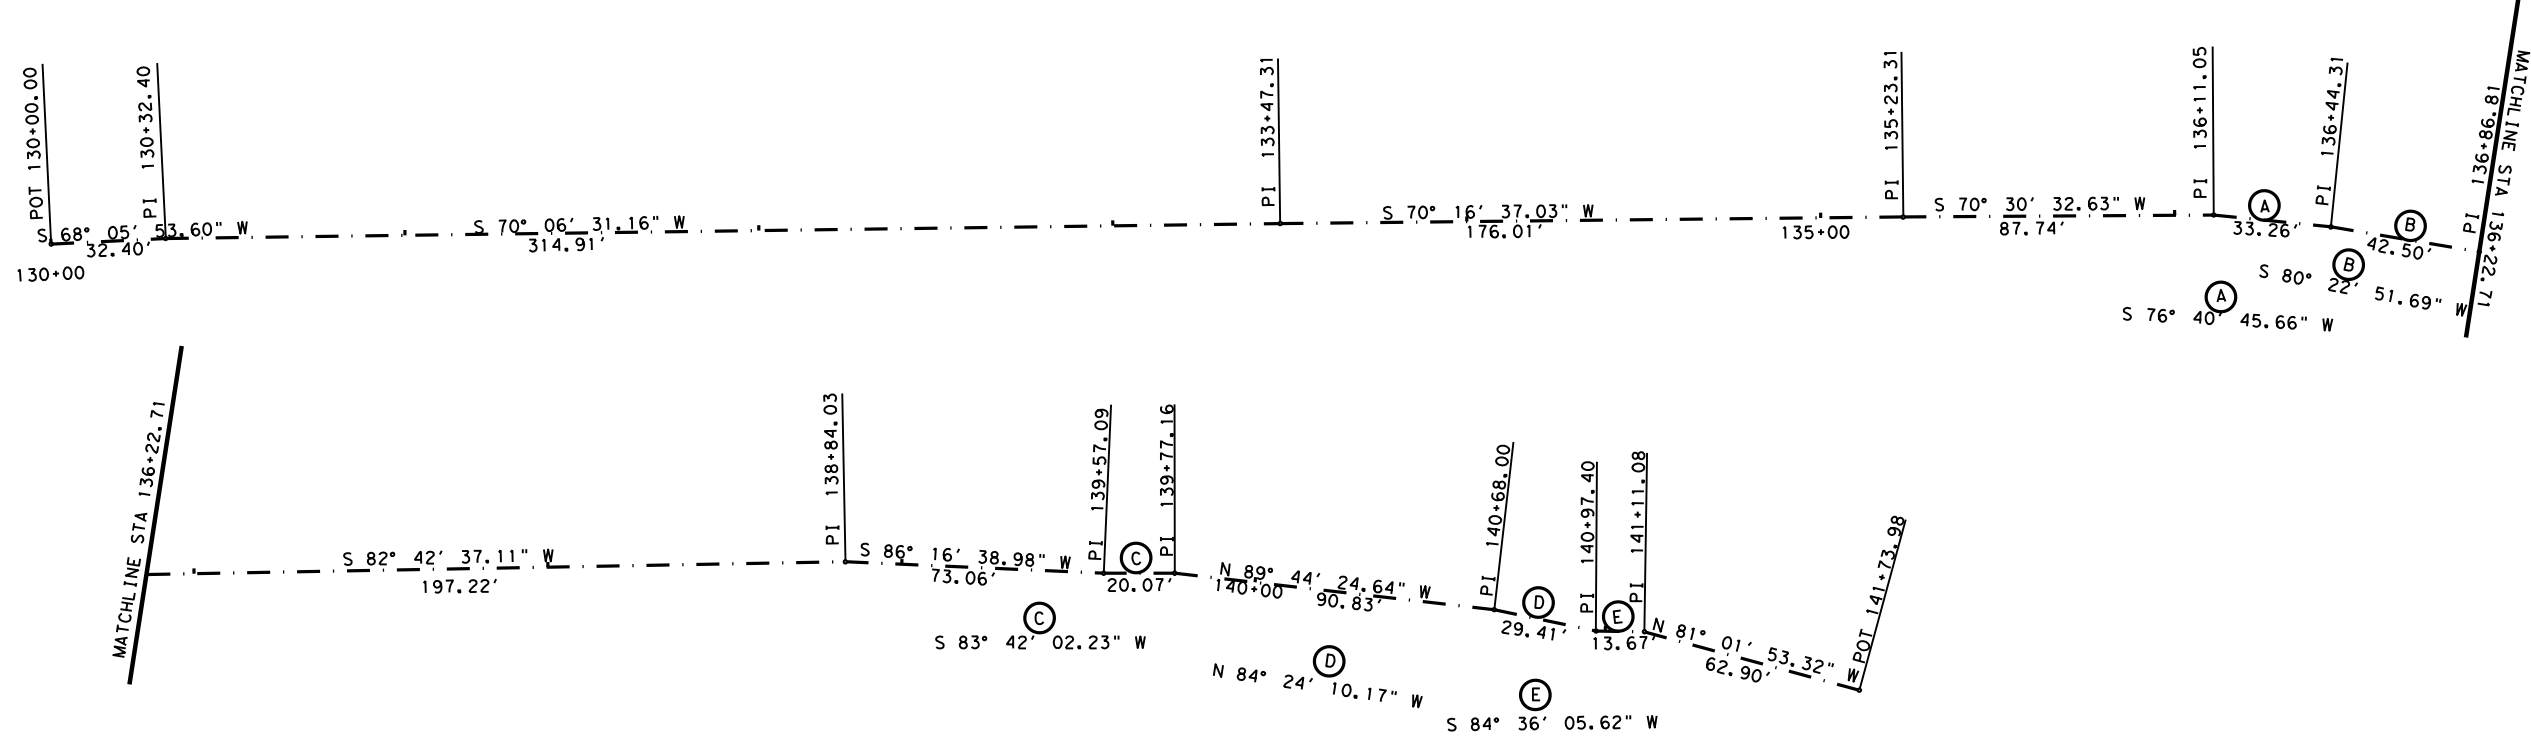 POT 130+00.00
PI 130+32.40
PI 133+47.31
PI 135+23.31
PI 136+11.05
PI 136+44.31
PI 136+86.81
MATCHLINE STA 136+22.71
S 68° 05' 53.60" W
32.40'
130+00
S 70° 06' 31.16" W
314.91'
S 70° 16' 37.03" W
176.01'
135+00
S 70° 30' 32.63" W
87.74'
A
33.26'
B
42.50'
B
S 80° 22' 51.69" W
A
S 76° 40' 45.66" W
MATCHLINE STA 136+22.71
PI 138+84.03
PI 139+57.09
PI 139+77.16
PI 140+68.00
PI 140+97.40
PI 141+11.08
POT 141+73.98
S 82° 42' 37.11" W
197.22'
S 86° 16' 38.98" W
73.06'
C
20.07'
N 89° 44' 24.64" W
140+00
90.83'
D
29.41'
E
13.67'
N 81° 01' 53.32" W
62.90'
C
S 83° 42' 02.23" W
D
N 84° 24' 10.17" W
E
S 84° 36' 05.62" W